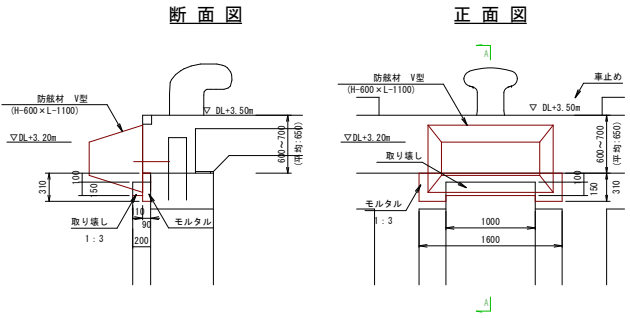 断 面 図
防舷材 V型
(H-600×L-1100)
▽ DL+3.50m
▽DL+3.20m
600～700
(平均:650)
310
100
150
110
90
取り壊し
モルタル
1：3
200
正 面 図
A
車止め
防舷材 V型
(H-600×L-1100)
▽ DL+3.50m
▽DL+3.20m
取り壊し
600～700
(平均:650)
100
150
310
モルタル
1：3
1000
1600
A